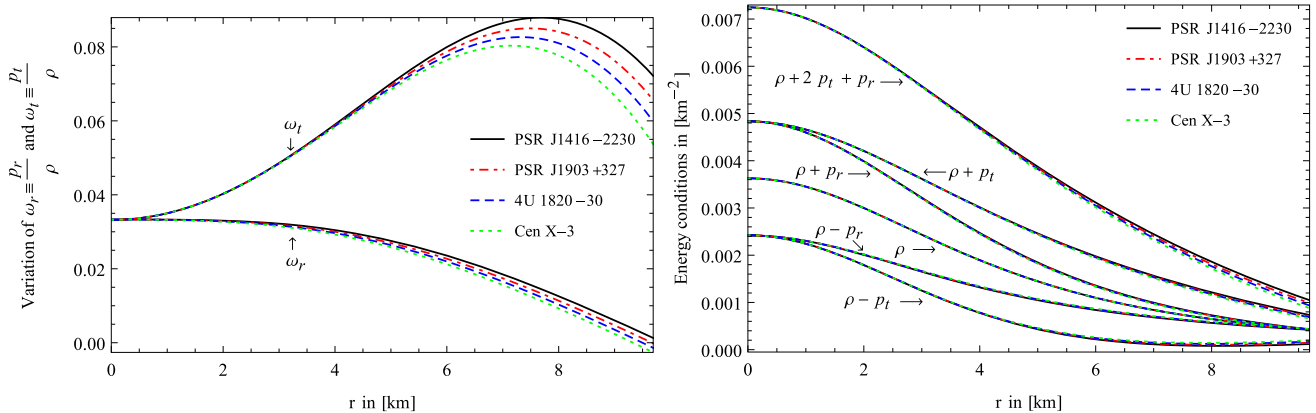 Variation of ω_r ≡ p_r/ρ and ω_t ≡ p_t/ρ
0.08
0.06
0.04
0.02
0.00
ω_t
ω_r
PSR J1416−2230
PSR J1903+327
4U 1820−30
Cen X−3
0 2 4 6 8
r in [km]
Energy conditions in [km⁻²]
0.007
0.006
0.005
0.004
0.003
0.002
0.001
0.000
PSR J1416−2230
PSR J1903+327
4U 1820−30
Cen X−3
ρ + 2 p_t + p_r →
ρ + p_r →
← ρ + p_t
ρ − p_r
ρ →
ρ − p_t →
0 2 4 6 8
r in [km]